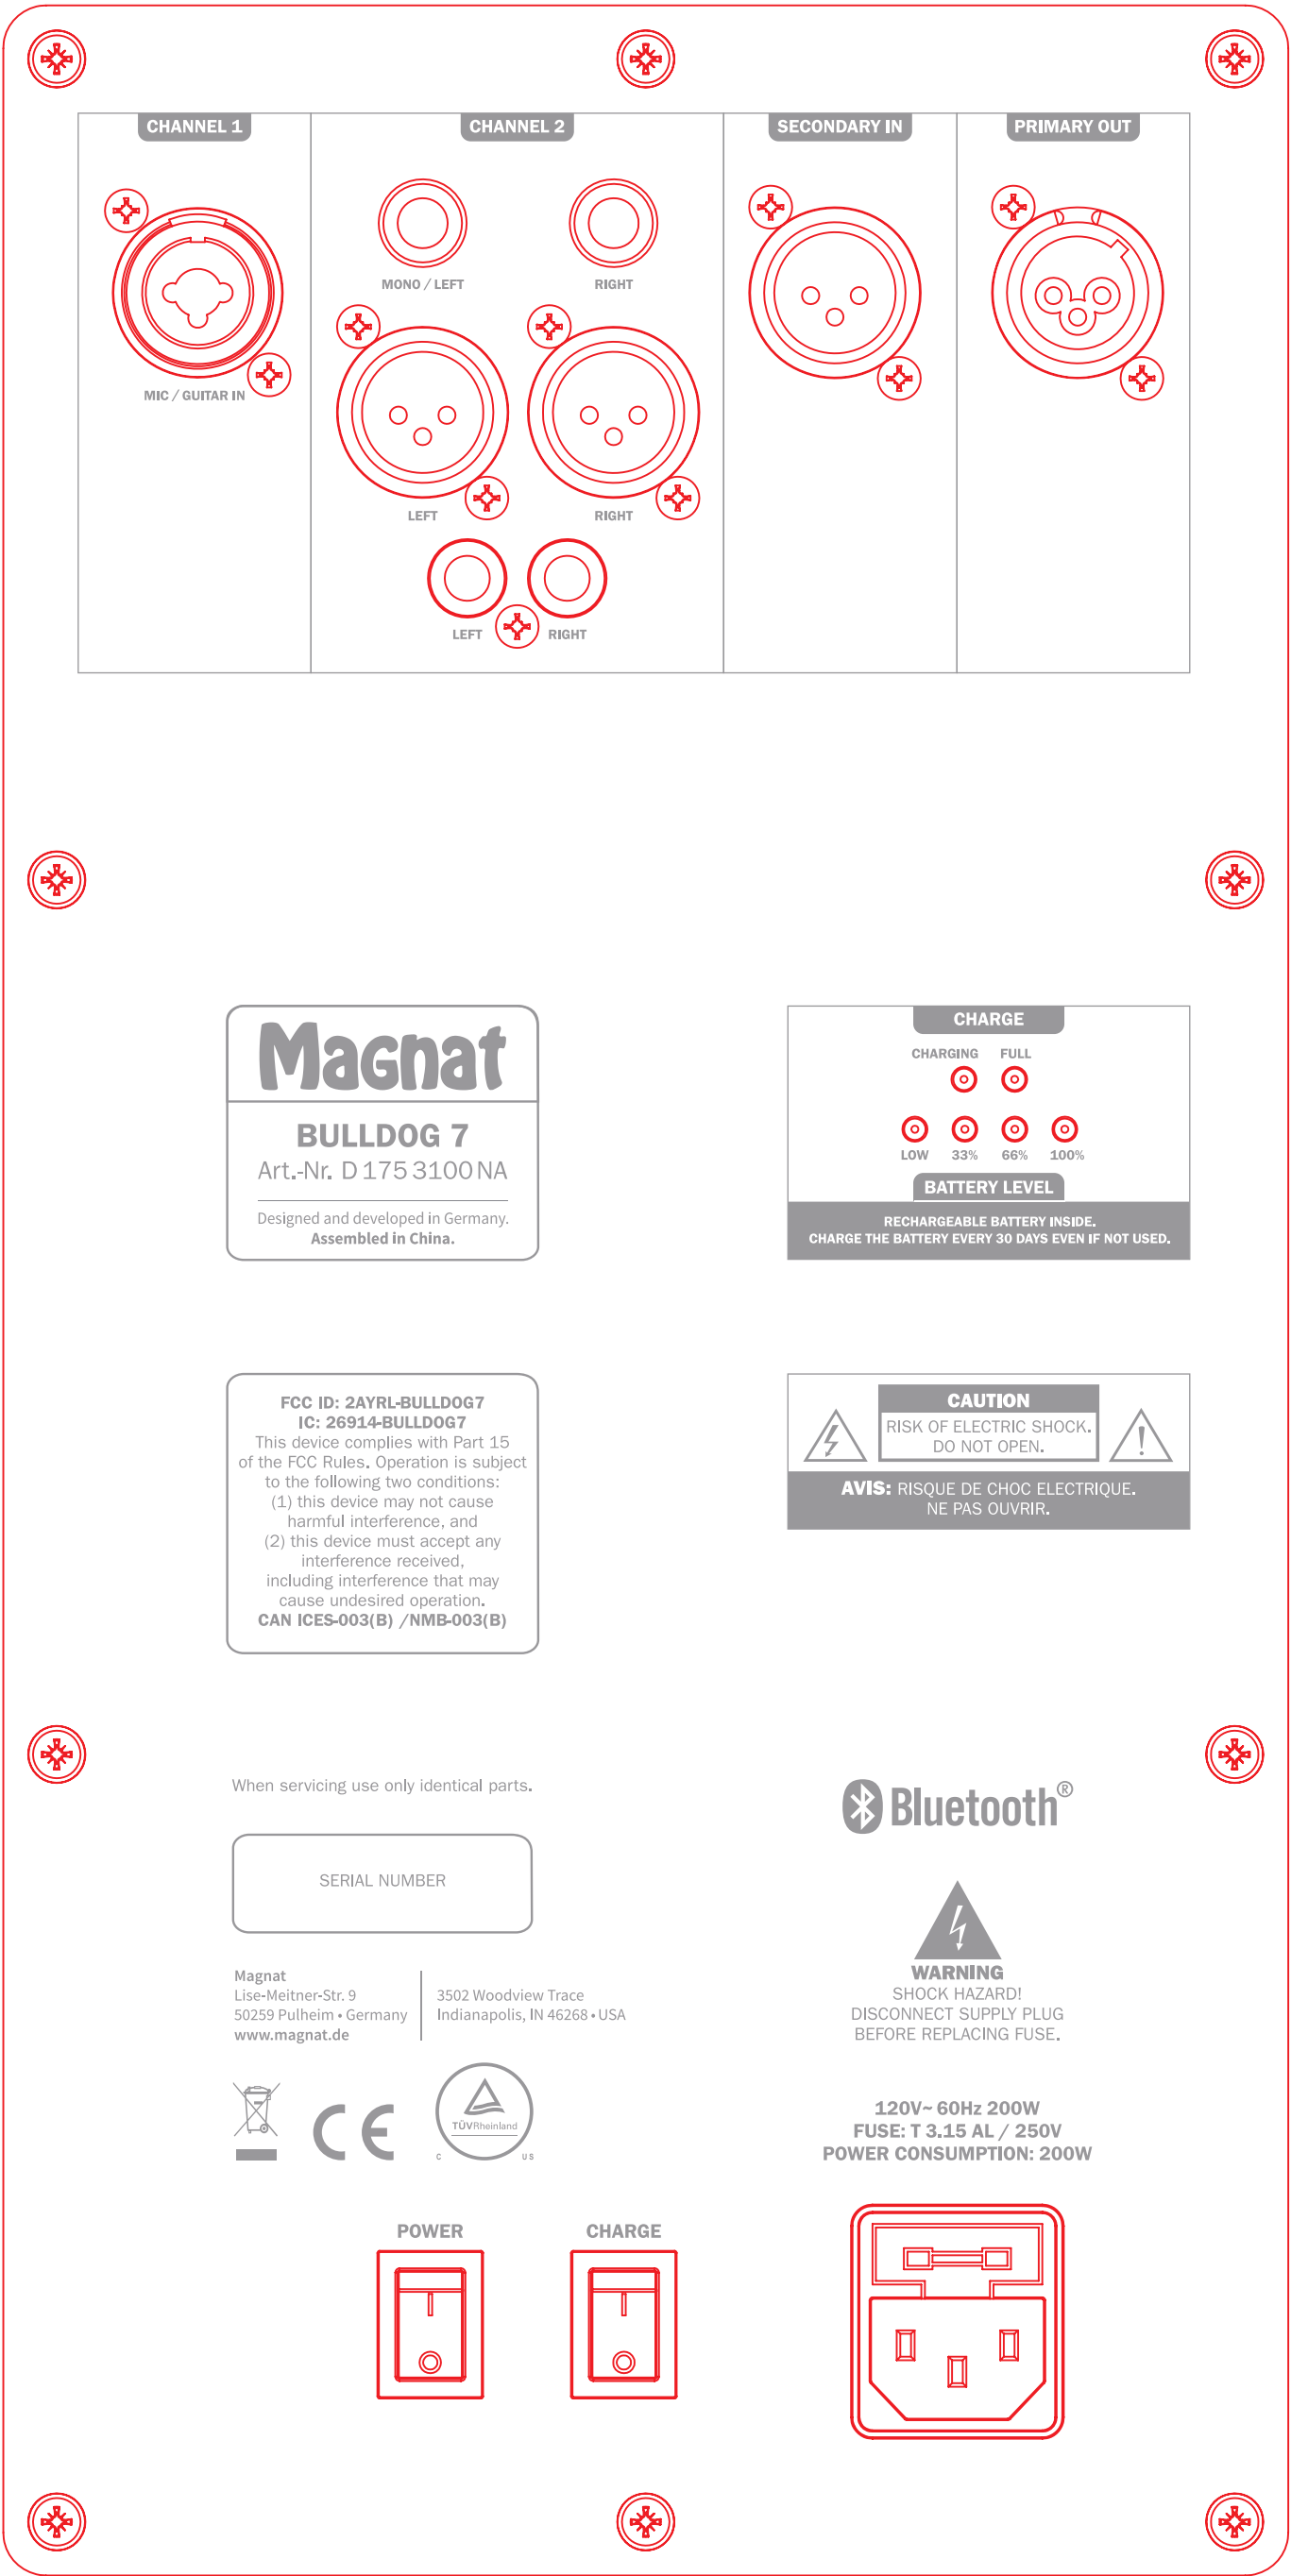 CHANNEL 1
CHANNEL 2
SECONDARY IN
PRIMARY OUT
MONO / LEFT
RIGHT
MIC / GUITAR IN
LEFT
RIGHT
LEFT
RIGHT
Magnat
BULLDOG 7
Art.-Nr. D 175 3100 NA
Designed and developed in Germany.
Assembled in China.
CHARGE
CHARGING FULL
LOW 33% 66% 100%
BATTERY LEVEL
RECHARGEABLE BATTERY INSIDE.
CHARGE THE BATTERY EVERY 30 DAYS EVEN IF NOT USED.
FCC ID: 2AYRL-BULLDOG7
IC: 26914-BULLDOG7
This device complies with Part 15
of the FCC Rules. Operation is subject
to the following two conditions:
(1) this device may not cause
harmful interference, and
(2) this device must accept any
interference received,
including interference that may
cause undesired operation.
CAN ICES-003(B) /NMB-003(B)
CAUTION
RISK OF ELECTRIC SHOCK.
DO NOT OPEN.
AVIS: RISQUE DE CHOC ELECTRIQUE.
NE PAS OUVRIR.
When servicing use only identical parts.
SERIAL NUMBER
Magnat
Lise-Meitner-Str. 9
50259 Pulheim • Germany
www.magnat.de
3502 Woodview Trace
Indianapolis, IN 46268 • USA
CE
TÜVRheinland
C US
Bluetooth®
WARNING
SHOCK HAZARD!
DISCONNECT SUPPLY PLUG
BEFORE REPLACING FUSE.
120V~ 60Hz 200W
FUSE: T 3.15 AL / 250V
POWER CONSUMPTION: 200W
POWER
CHARGE